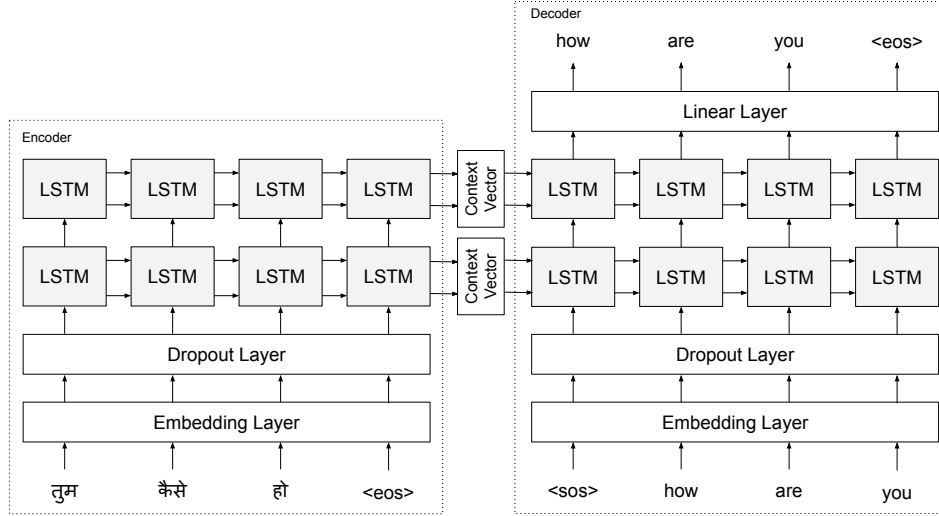 Decoder
how are you <eos>
Linear Layer
Encoder
LSTM LSTM LSTM LSTM Context Vector LSTM LSTM LSTM LSTM
LSTM LSTM LSTM LSTM Context Vector LSTM LSTM LSTM LSTM
Dropout Layer Dropout Layer
Embedding Layer Embedding Layer
तुम कैसे हो <eos> <sos> how are you